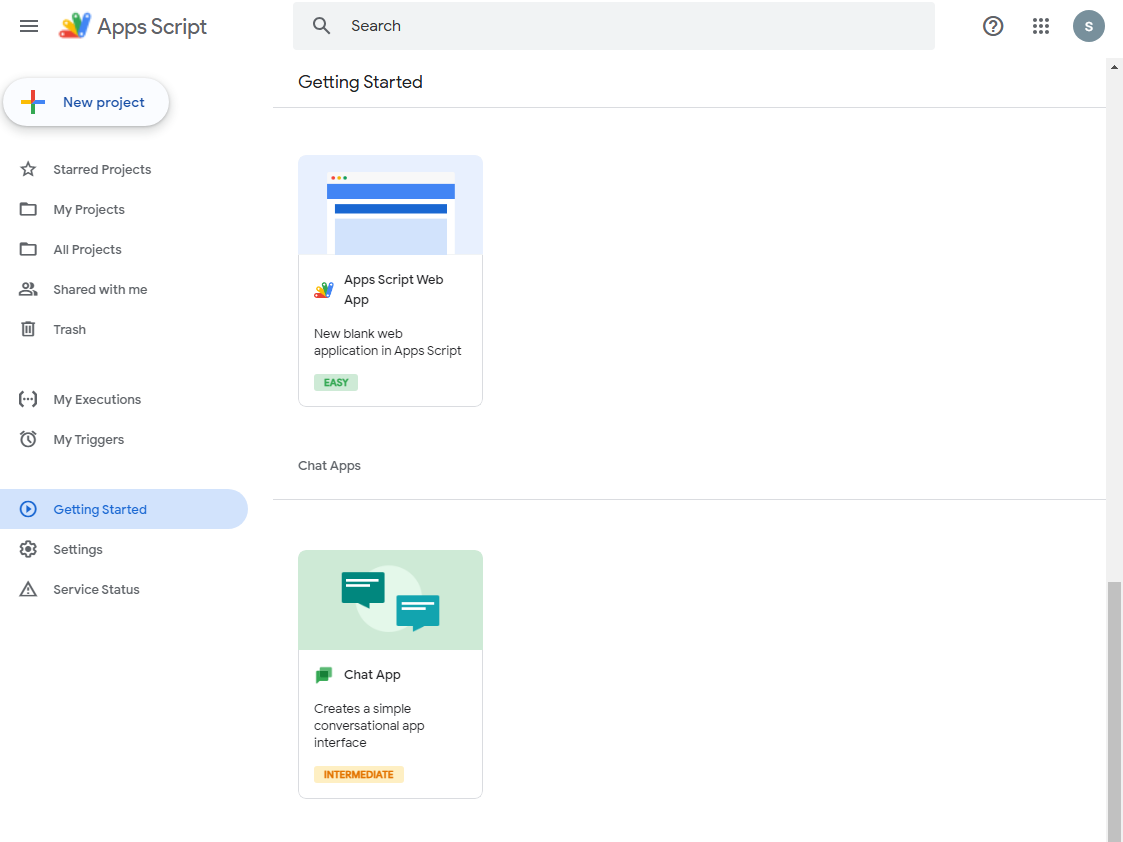 Apps Script
Search
S
New project
Starred Projects
My Projects
All Projects
Shared with me
Trash
My Executions
My Triggers
Getting Started
Settings
Service Status
Getting Started
Apps Script Web
App
New blank web
application in Apps Script
EASY
Chat Apps
Chat App
Creates a simple
conversational app
interface
INTERMEDIATE